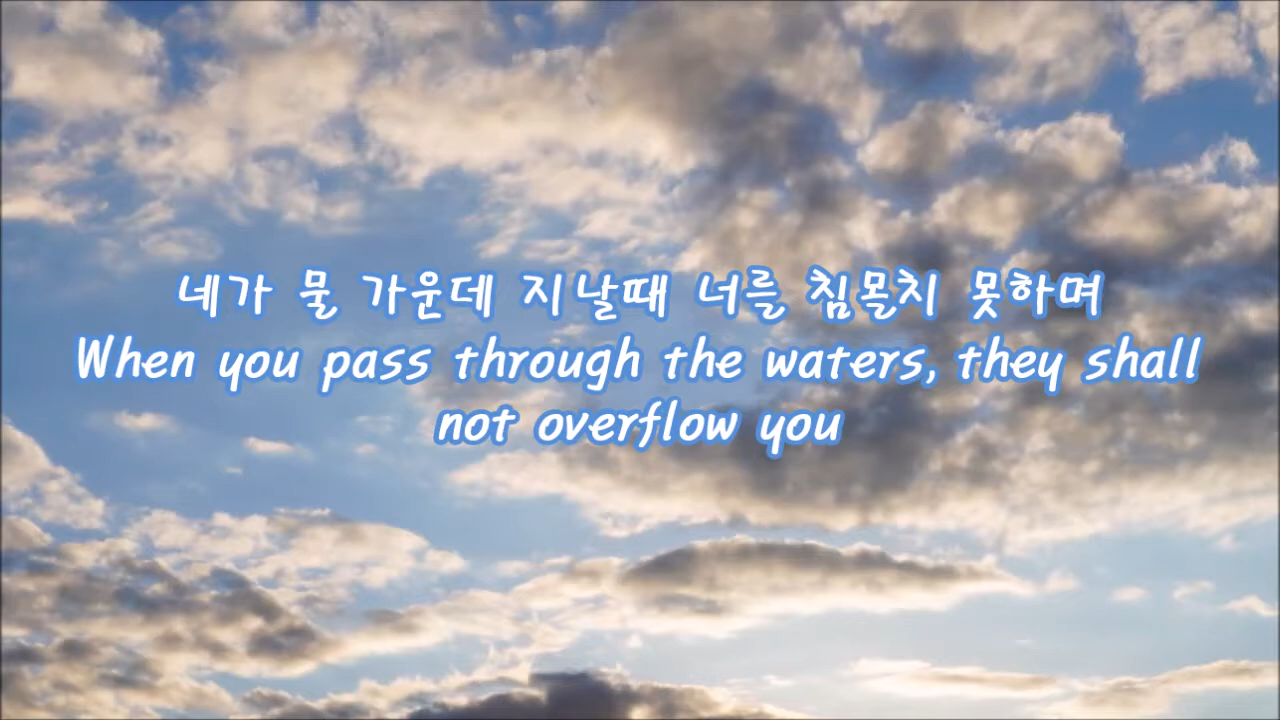 네가 물 가운데 지날때 너를 침몰치 못하며
When you pass through the waters, they shall
not overflow you